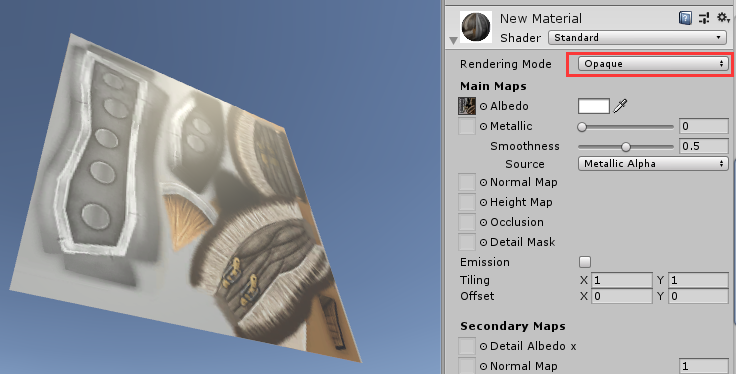 New Material
Shader Standard
Rendering Mode Opaque
Main Maps
Albedo
Metallic 0
Smoothness 0.5
Source Metallic Alpha
Normal Map
Height Map
Occlusion
Detail Mask
Emission
Tiling X 1 Y 1
Offset X 0 Y 0
Secondary Maps
Detail Albedo x
Normal Map 1